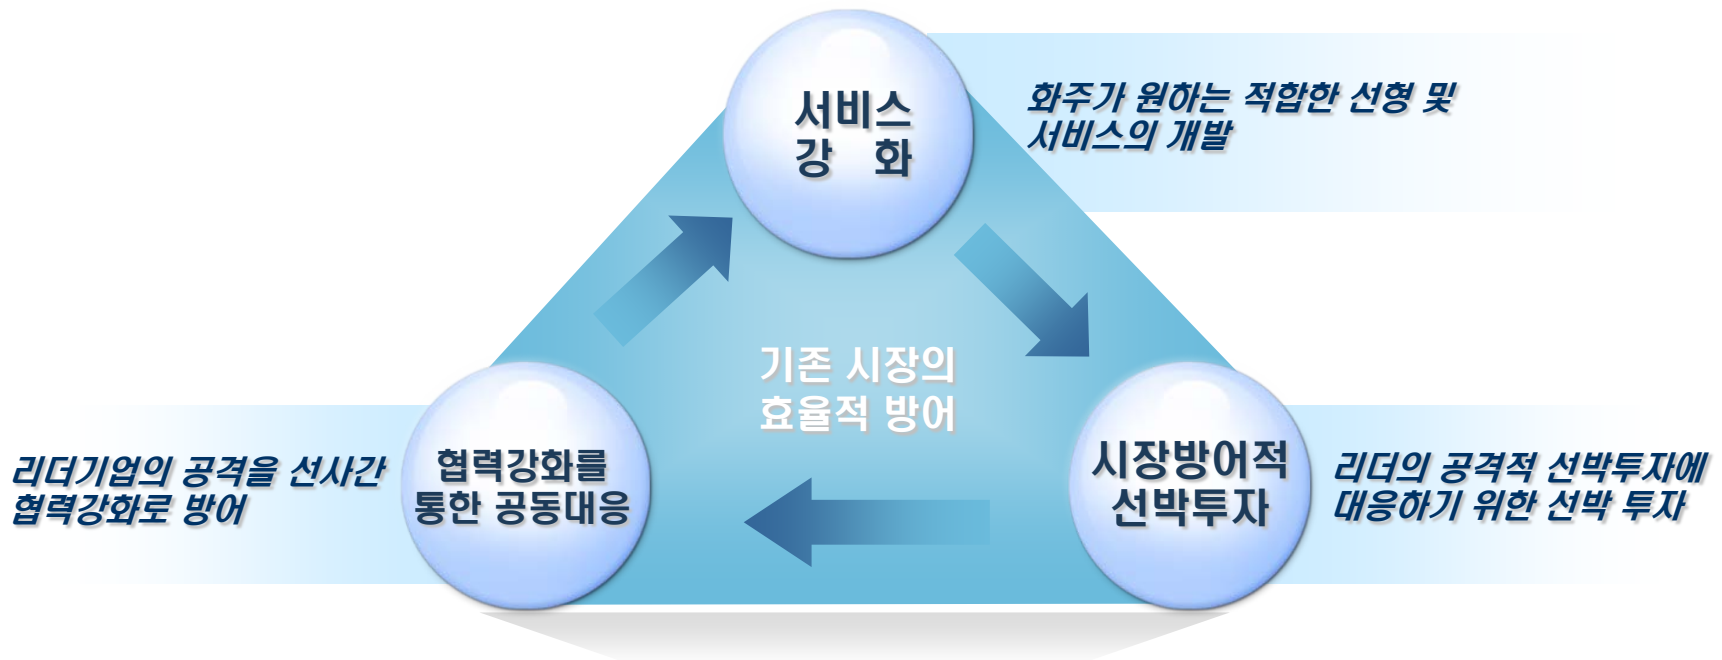 서비스
강 화
화주가 원하는 적합한 선형 및
서비스의 개발
기존 시장의
효율적 방어
리더기업의 공격을 선사간
협력강화로 방어
협력강화를
통한 공동대응
시장방어적
선박투자
리더의 공격적 선박투자에
대응하기 위한 선박 투자